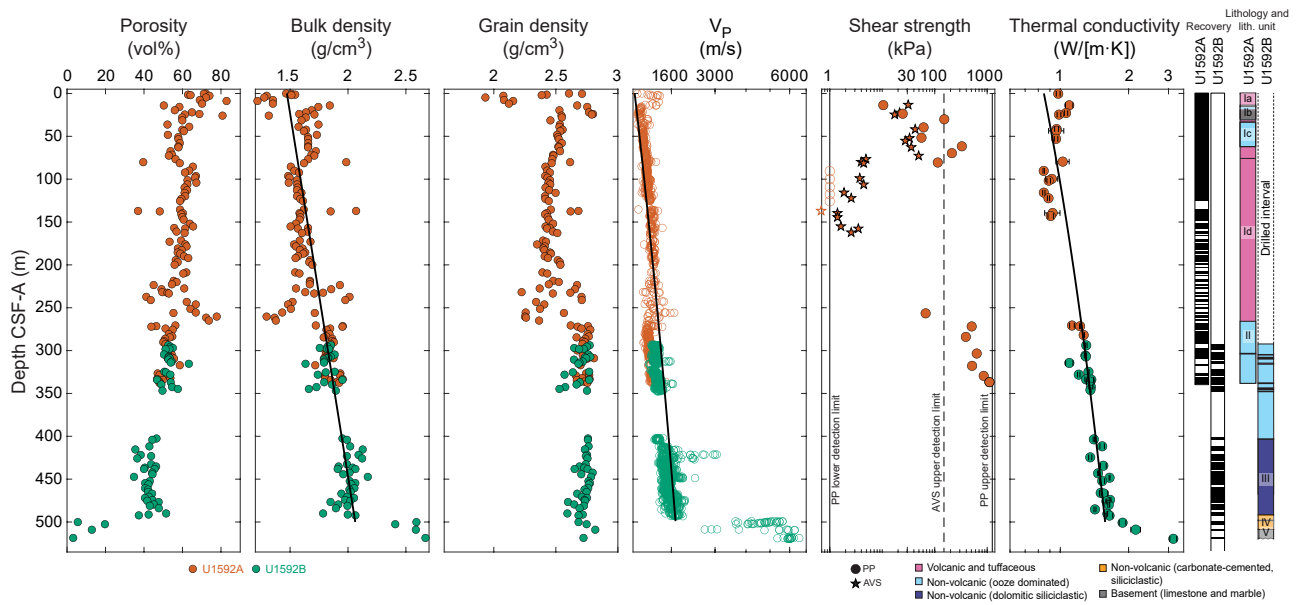 Porosity
(vol%)
Bulk density
(g/cm3)
Grain density
(g/cm3)
VP
(m/s)
Shear strength
(kPa)
Thermal conductivity
(W/[m·K])
Recovery
U1592A
U1592B
Lithology and
lith. unit
U1592A
U1592B
0 20 40 60 80
1.5 2 2.5
2 2.5 3
1600 3000 6000
1 30 100 1000
1 2 3
Depth CSF-A (m)
0
50
100
150
200
250
300
350
400
450
500
PP lower detection limit
AVS upper detection limit
PP upper detection limit
Drilled interval
Ia
Ib
Ic
Id
II
III
IV
V
U1592A U1592B
PP
AVS
Volcanic and tuffaceous
Non-volcanic (ooze dominated)
Non-volcanic (dolomitic siliciclastic)
Non-volcanic (carbonate-cemented,
siliciclastic)
Basement (limestone and marble)